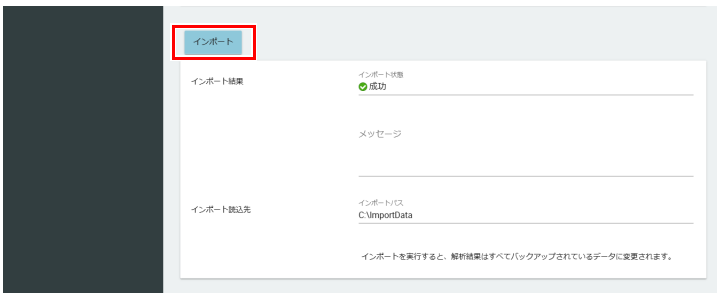 インポート
インポート結果
インポート状態
成功
メッセージ
インポート読込先
インポートパス
C:\ImportData
インポートを実行すると、解析結果はすべてバックアップされているデータに変更されます。